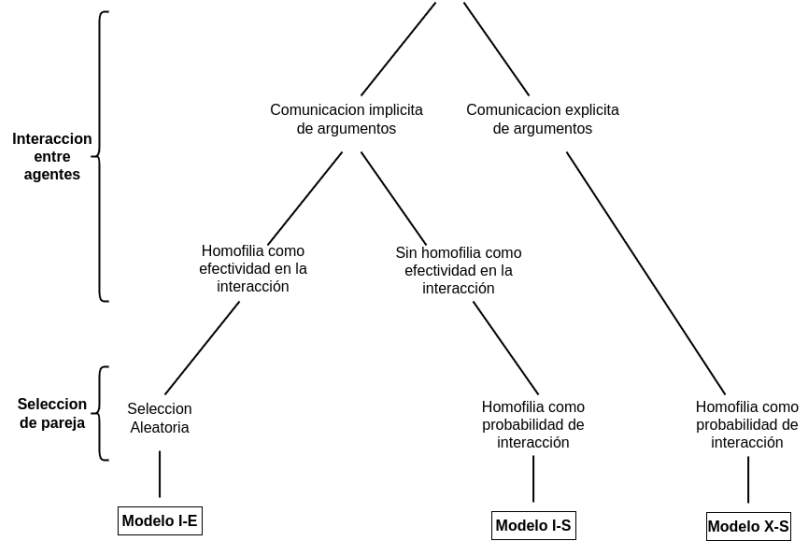 Comunicacion implicita
de argumentos
Comunicacion explicita
de argumentos
Interaccion
entre
agentes
Homofilia como
efectividad en la
interacción
Sin homofilia como
efectividad en la
interacción
Seleccion
de pareja
Seleccion
Aleatoria
Homofilia como
probabilidad de
interacción
Homofilia como
probabilidad de
interacción
Modelo I-E
Modelo I-S
Modelo X-S